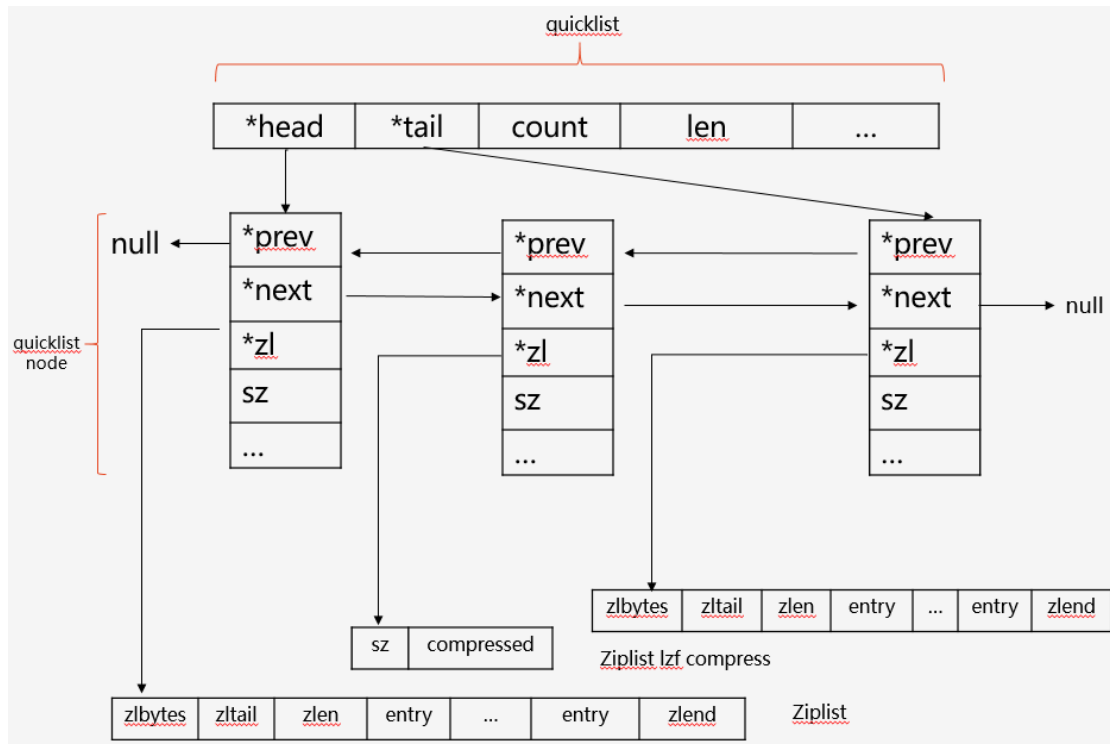 quicklist
*head *tail count len ...
null *prev *prev *prev
*next *next *next null
quicklist
node
*zl *zl *zl
sz sz sz
... ... ...
zlbytes zltail zlen entry ... entry zlend
sz compressed
Ziplist lzf compress
zlbytes zltail zlen entry ... entry zlend Ziplist